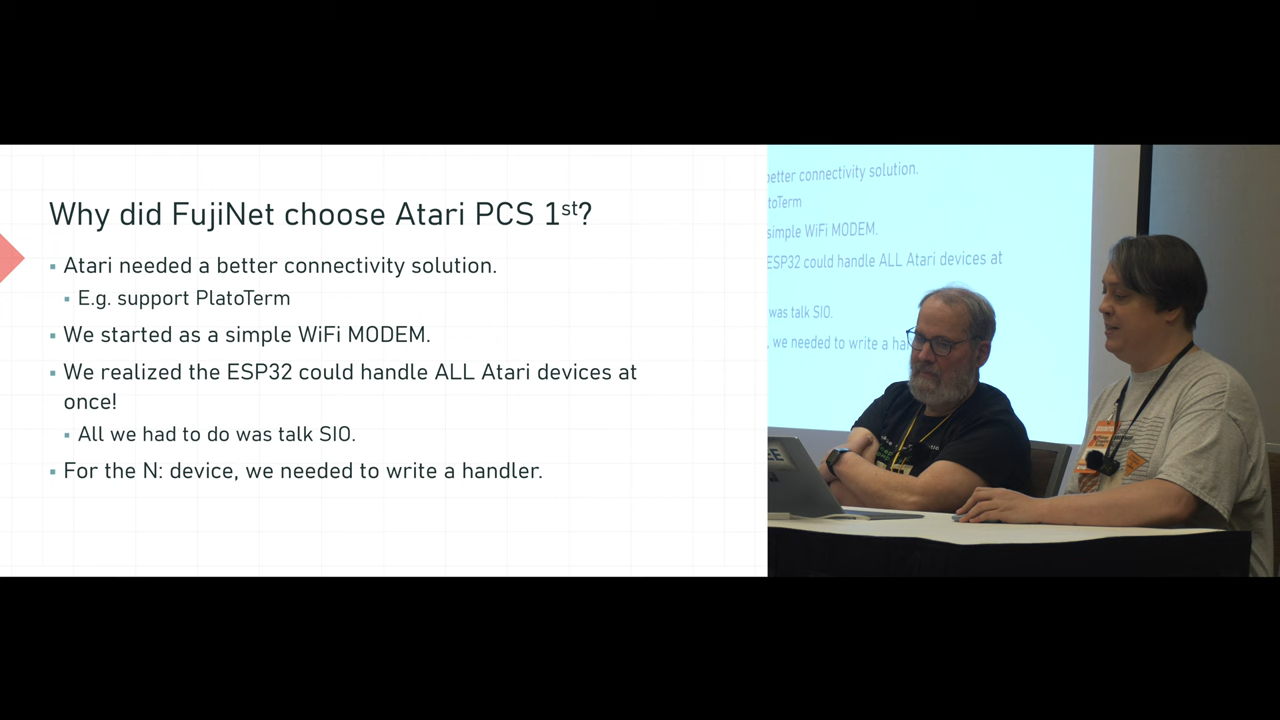 Why did FujiNet choose Atari PCS 1st?
Atari needed a better connectivity solution.
E.g. support PlatoTerm
We started as a simple WiFi MODEM.
We realized the ESP32 could handle ALL Atari devices at
once!
All we had to do was talk SIO.
For the N: device, we needed to write a handler.
better connectivity solution.
toTerm
simple WiFi MODEM.
ESP32 could handle ALL Atari devices at
was talk SIO.
, we needed to write a ha
EE